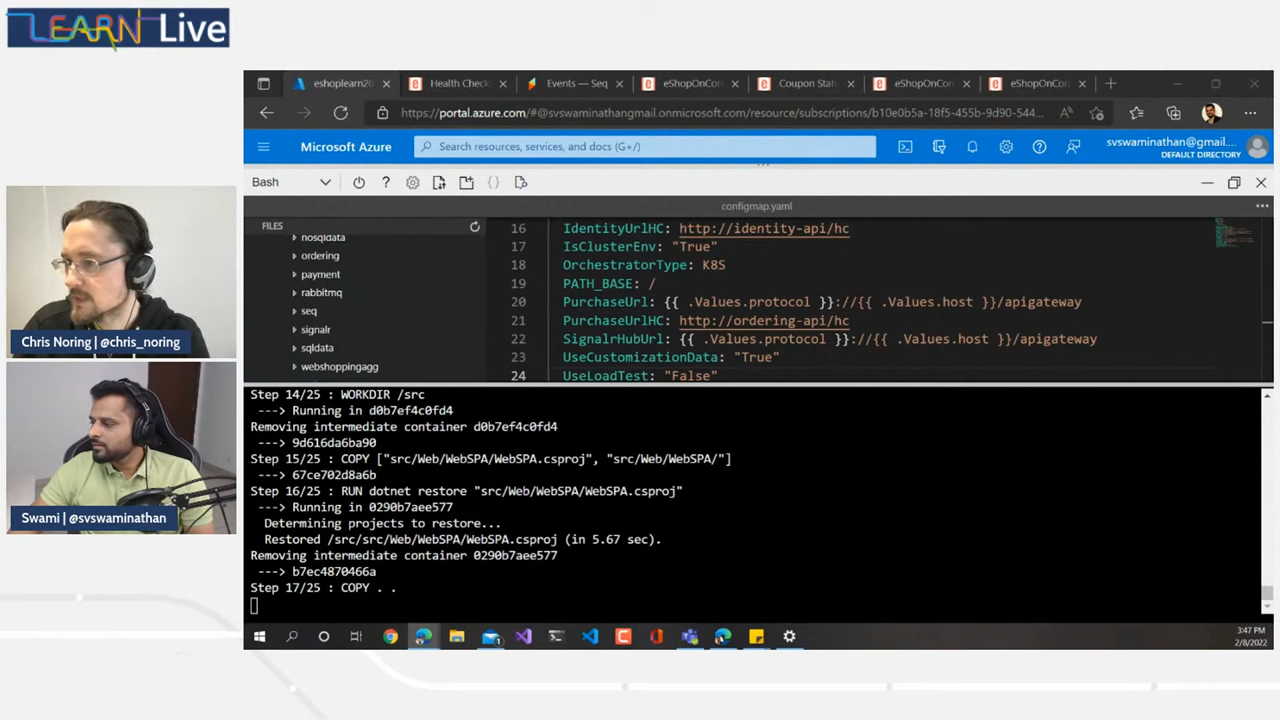 LEARN Live
eshoplearn20
Health Check
Events — Seq
eShopOnCon
Coupon Statu
eShopOnCon
eShopOnCon
https://portal.azure.com/#@svswaminathangmail.onmicrosoft.com/resource/subscriptions/b10e0b5a-18f5-455b-9d90-544...
Microsoft Azure
Search resources, services, and docs (G+/)
svswaminathan@gmail....
DEFAULT DIRECTORY
Bash
configmap.yaml
FILES
nosqldata
ordering
payment
rabbitmq
seq
signalr
sqldata
webshoppingagg
16 IdentityUrlHC: http://identity-api/hc
17 IsClusterEnv: "True"
18 OrchestratorType: K8S
19 PATH_BASE: /
20 PurchaseUrl: {{ .Values.protocol }}://{{ .Values.host }}/apigateway
21 PurchaseUrlHC: http://ordering-api/hc
22 SignalrHubUrl: {{ .Values.protocol }}://{{ .Values.host }}/apigateway
23 UseCustomizationData: "True"
24 UseLoadTest: "False"
Step 14/25 : WORKDIR /src
---> Running in d0b7ef4c0fd4
Removing intermediate container d0b7ef4c0fd4
---> 9d616da6ba90
Step 15/25 : COPY ["src/Web/WebSPA/WebSPA.csproj", "src/Web/WebSPA/"]
---> 67ce702d8a6b
Step 16/25 : RUN dotnet restore "src/Web/WebSPA/WebSPA.csproj"
---> Running in 0290b7aee577
Determining projects to restore...
Restored /src/src/Web/WebSPA/WebSPA.csproj (in 5.67 sec).
Removing intermediate container 0290b7aee577
---> b7ec4870466a
Step 17/25 : COPY . .
3:47 PM
2/8/2022
Chris Noring | @chris_noring
Swami | @svswaminathan